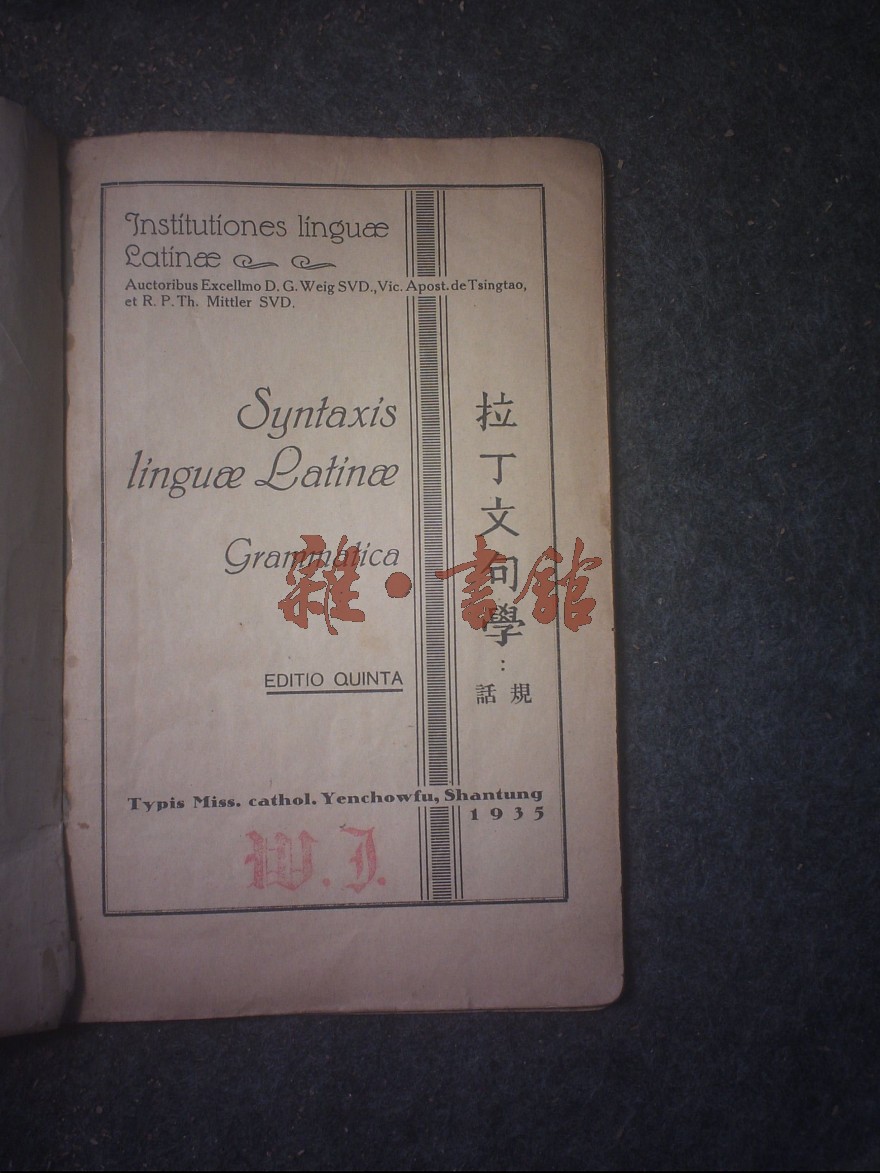 Institutiones linguæ
Latinæ
Auctoribus Excellmo D. G. Weig SVD., Vic. Apost. de Tsingtao,
et R. P. Th. Mittler SVD.
Syntaxis
linguæ Latinæ
Grammatica
EDITIO QUINTA
拉丁文句學:
規話
Typis Miss. cathol. Yenchowfu, Shantung
1935
雜·書館